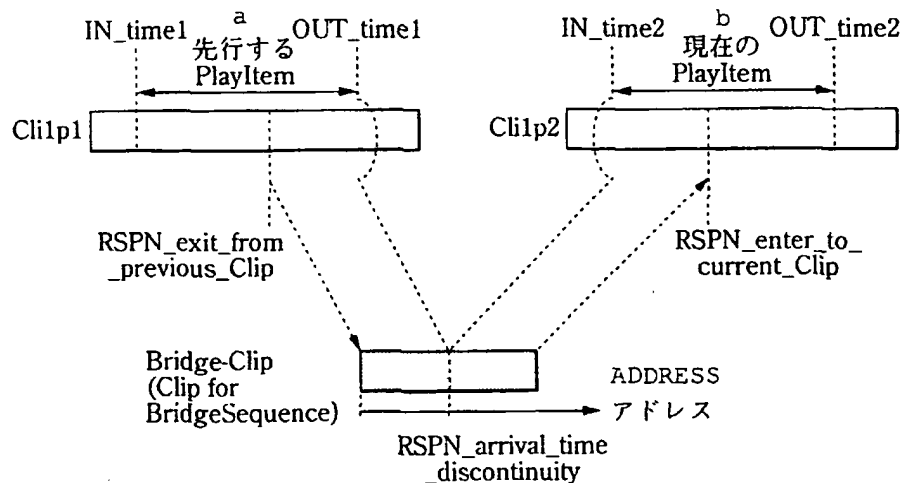 a
IN_time1 先行する OUT_time1
PlayItem
b
IN_time2 現在の OUT_time2
PlayItem
Cli1p1
Cli1p2
RSPN_exit_from
_previous_Clip
RSPN_enter_to_
current_Clip
Bridge-Clip
(Clip for
BridgeSequence)
ADDRESS
アドレス
RSPN_arrival_time
_discontinuity